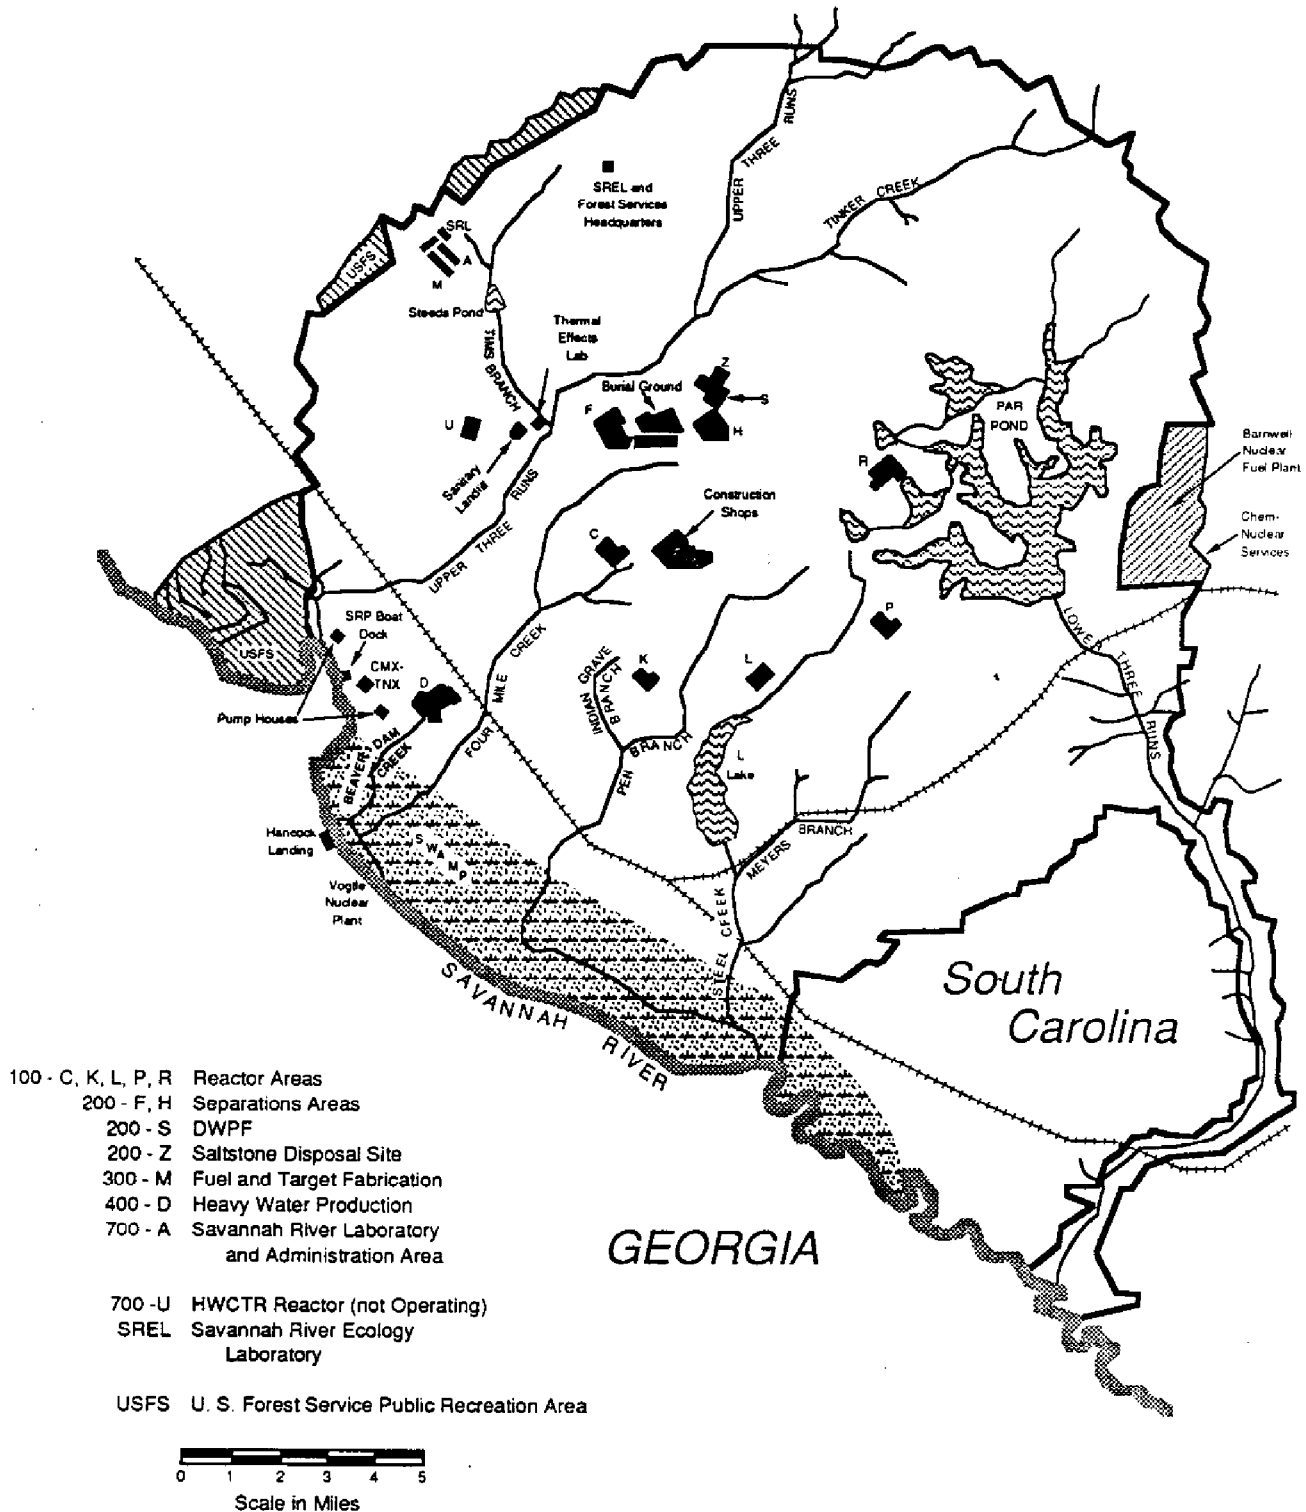 UPPER THREE RUNS
TINKER CREEK
SREL and
Forest Services
Headquarters
SRL
A
M
USFS
Steeds Pond
TIMS BRANCH
Thermal
Effects
Lab
Z
S
Burial Ground
F
H
U
Sanitary
Landfill
PAR
POND
R
Barnwell
Nuclear
Fuel Plant
Chem-
Nuclear
Services
Construction
Shops
C
UPPER THREE RUNS
P
SRP Boat
Dock
USFS
CMX-
TNX
D
Pump Houses
FOUR MILE CREEK
INDIAN GRAVE
BRANCH
K
L
LOWE THREE RUNS
BEAVER DAM
CREEK
PEN BRANCH
L
Lake
Hancock
Landing
SWAMP
MEYERS BRANCH
Vogtle
Nuclear
Plant
STEEL CREEK
SAVANNAH RIVER
South
Carolina
100 - C, K, L, P, R Reactor Areas
200 - F, H Separations Areas
200 - S DWPF
200 - Z Saltstone Disposal Site
300 - M Fuel and Target Fabrication
400 - D Heavy Water Production
700 - A Savannah River Laboratory
and Administration Area
GEORGIA
700 -U HWCTR Reactor (not Operating)
SREL Savannah River Ecology
Laboratory
USFS U. S. Forest Service Public Recreation Area
0 1 2 3 4 5
Scale in Miles